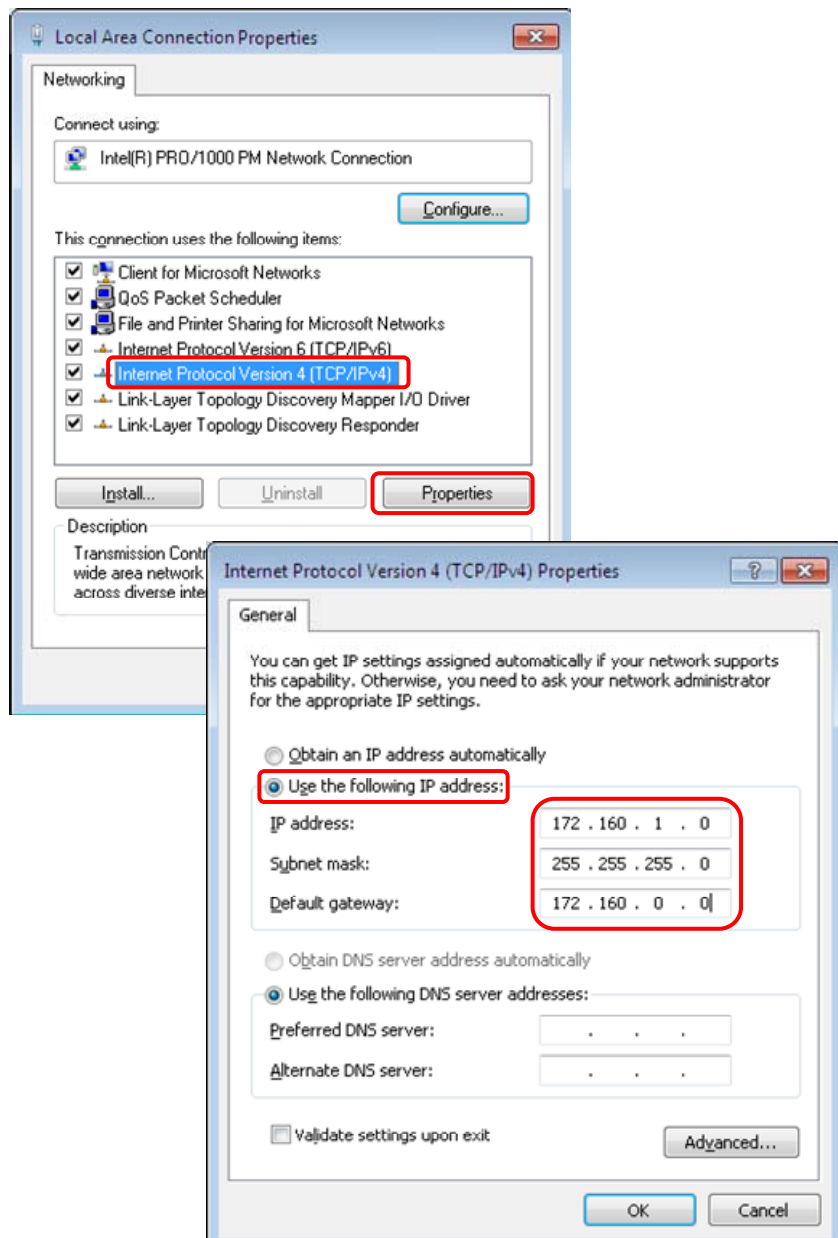 Local Area Connection Properties
Networking
Connect using:
Intel(R) PRO/1000 PM Network Connection
Configure...
This connection uses the following items:
Client for Microsoft Networks
QoS Packet Scheduler
File and Printer Sharing for Microsoft Networks
Internet Protocol Version 6 (TCP/IPv6)
Internet Protocol Version 4 (TCP/IPv4)
Link-Layer Topology Discovery Mapper I/O Driver
Link-Layer Topology Discovery Responder
Install... Uninstall Properties
Description
Transmission
wide area network
across diverse
Internet Protocol Version 4 (TCP/IPv4) Properties
General
You can get IP settings assigned automatically if your network supports
this capability. Otherwise, you need to ask your network administrator
for the appropriate IP settings.
Obtain an IP address automatically
Use the following IP address:
IP address: 172 . 160 . 1 . 0
Subnet mask: 255 . 255 . 255 . 0
Default gateway: 172 . 160 . 0 . 0
Obtain DNS server address automatically
Use the following DNS server addresses:
Preferred DNS server: . . .
Alternate DNS server: . . .
Validate settings upon exit
Advanced...
OK Cancel